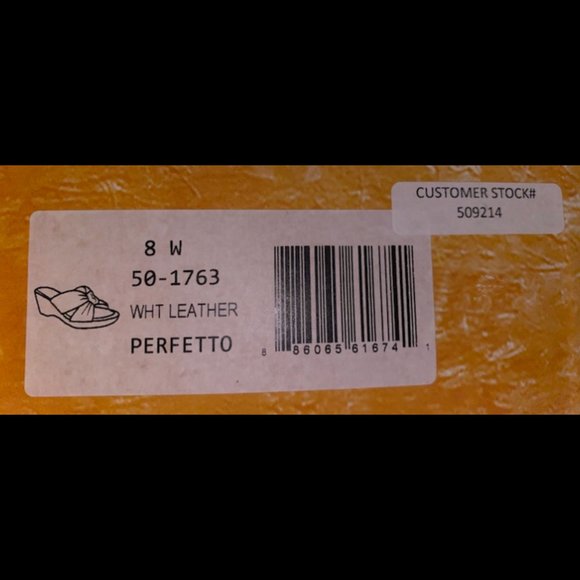 CUSTOMER STOCK#
509214
8 W
50-1763
WHT LEATHER
PERFETTO
8 86065 61674 1